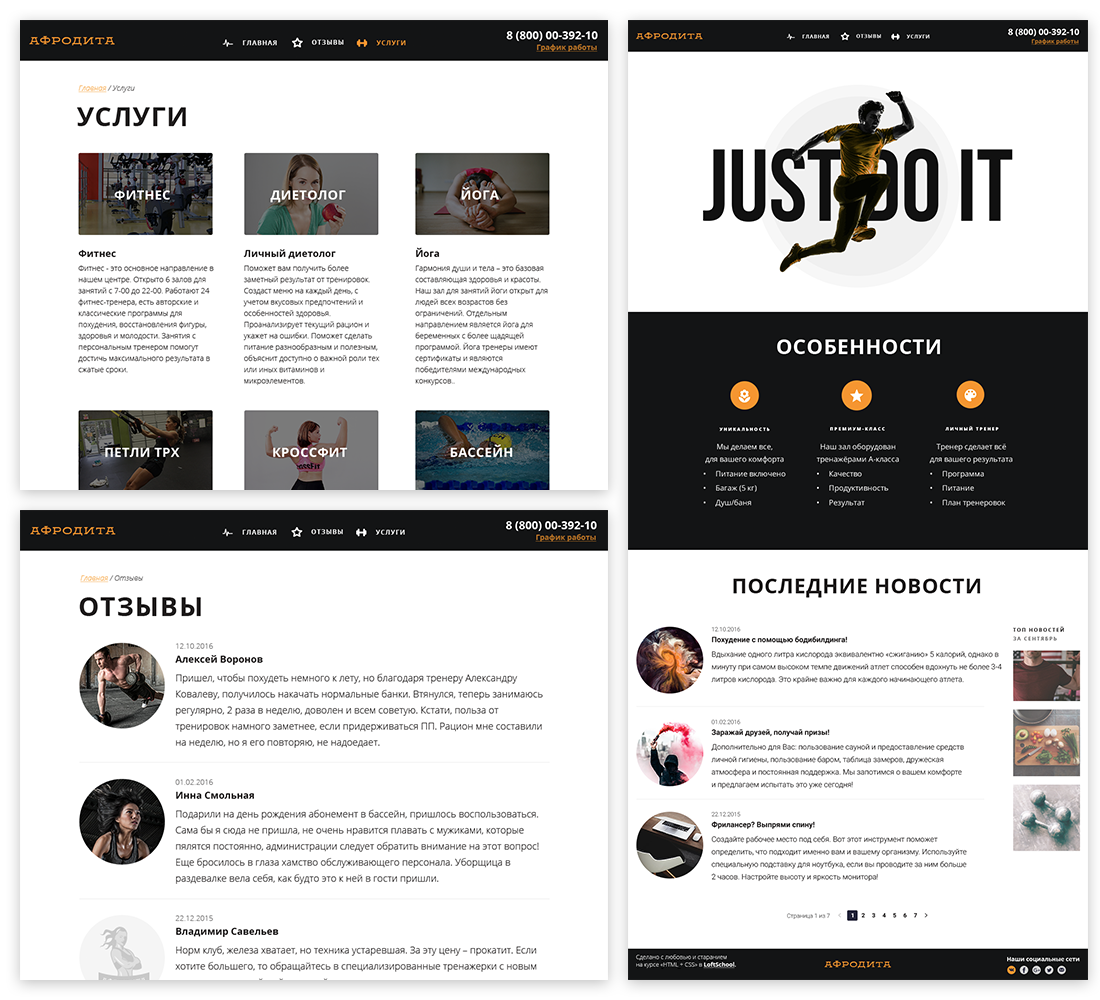 АФРОДИТА
ГЛАВНАЯ
ОТЗЫВЫ
УСЛУГИ
8 (800) 00-392-10
График работы
Главная / Услуги
УСЛУГИ
ФИТНЕС
Фитнес
Фитнес - это основное направление в
нашем центре. Открыто 6 залов для
занятий с 7-00 до 22-00. Работают 24
фитнес-тренера, есть авторские и
классические программы для
похудения, восстановления фигуры,
здоровья и молодости. Занятия с
персональным тренером помогут
достичь максимального результата в
сжатые сроки.
ДИЕТОЛОГ
Личный диетолог
Поможет вам получить более
заметный результат от тренировок.
Создаст меню на каждый день, с
учетом вкусовых предпочтений и
особенностей здоровья.
Проанализирует текущий рацион и
укажет на ошибки. Поможет сделать
питание разнообразным и полезным,
объяснит доступно о важной роли тех
или иных витаминов и
микроэлементов.
ЙОГА
Йога
Гармония души и тела – это базовая
составляющая здоровья и красоты.
Наш зал для занятий йоги открыт для
людей всех возрастов без
ограничений. Отдельным
направлением является йога для
беременных с более щадящей
программой. Йога тренеры имеют
сертификаты и являются
победителями международных
конкурсов..
ПЕТЛИ ТРХ
КРОССФИТ
БАССЕЙН
АФРОДИТА
ГЛАВНАЯ
ОТЗЫВЫ
УСЛУГИ
8 (800) 00-392-10
График работы
Главная / Отзывы
ОТЗЫВЫ
12.10.2016
Алексей Воронов
Пришел, чтобы похудеть немного к лету, но благодаря тренеру Александру
Ковалеву, получилось накачать нормальные банки. Втянулся, теперь занимаюсь
регулярно, 2 раза в неделю, доволен и всем советую. Кстати, польза от
тренировок намного заметнее, если придерживаться ПП. Рацион мне составили
на неделю, но я его повторяю, не надоедает.
01.02.2016
Инна Смольная
Подарили на день рождения абонемент в бассейн, пришлось воспользоваться.
Сама бы я сюда не пришла, не очень нравится плавать с мужиками, которые
пялятся постоянно, администрации следует обратить внимание на этот вопрос!
Еще бросилось в глаза хамство обслуживающего персонала. Уборщица в
раздевалке вела себя, как будто это к ней в гости пришли.
22.12.2015
Владимир Савельев
Норм клуб, железа хватает, но техника устаревшая. За эту цену – прокатит. Если
хотите большего, то обращайтесь в специализированные тренажерки с новым
АФРОДИТА
ГЛАВНАЯ
ОТЗЫВЫ
УСЛУГИ
8 (800) 00-392-10
График работы
JUST DO IT
ОСОБЕННОСТИ
УНИКАЛЬНОСТЬ
Мы делаем все,
для вашего комфорта
• Питание включено
• Багаж (5 кг)
• Душ/баня
ПРЕМИУМ-КЛАСС
Наш зал оборудован
тренажёрами А-класса
• Качество
• Продуктивность
• Результат
ЛИЧНЫЙ ТРЕНЕР
Тренер сделает всё
для вашего результата
• Программа
• Питание
• План тренировок
ПОСЛЕДНИЕ НОВОСТИ
12.10.2016
Похудение с помощью бодибилдинга!
Вдыхание одного литра кислорода эквивалентно «сжиганию» 5 калорий, однако в
минуту при самом высоком темпе движений атлет способен вдохнуть не более 3-4
литров кислорода. Это крайне важно для каждого начинающего атлета.
01.02.2016
Заражай друзей, получай призы!
Дополнительно для Вас: пользование сауной и предоставление средств
личной гигиены, пользование баром, таблица замеров, дружеская
атмосфера и постоянная поддержка. Мы запотимся о вашем комфорте
и предлагаем испытать это уже сегодня!
22.12.2015
Фрилансер? Выпрями спину!
Создайте рабочее место под себя. Вот этот инструмент поможет
определить, что подходит именно вам и вашему организму. Используйте
специальную подставку для ноутбука, если вы проводите за ним больше
2 часов. Настройте высоту и яркость монитора!
ТОП НОВОСТЕЙ
ЗА СЕНТЯБРЬ
Страница 1 из 7 < 1 2 3 4 5 6 7 >
Сделано с любовью и старанием
на курсе «HTML + CSS» в LoftSchool.
АФРОДИТА
Наши социальные сети